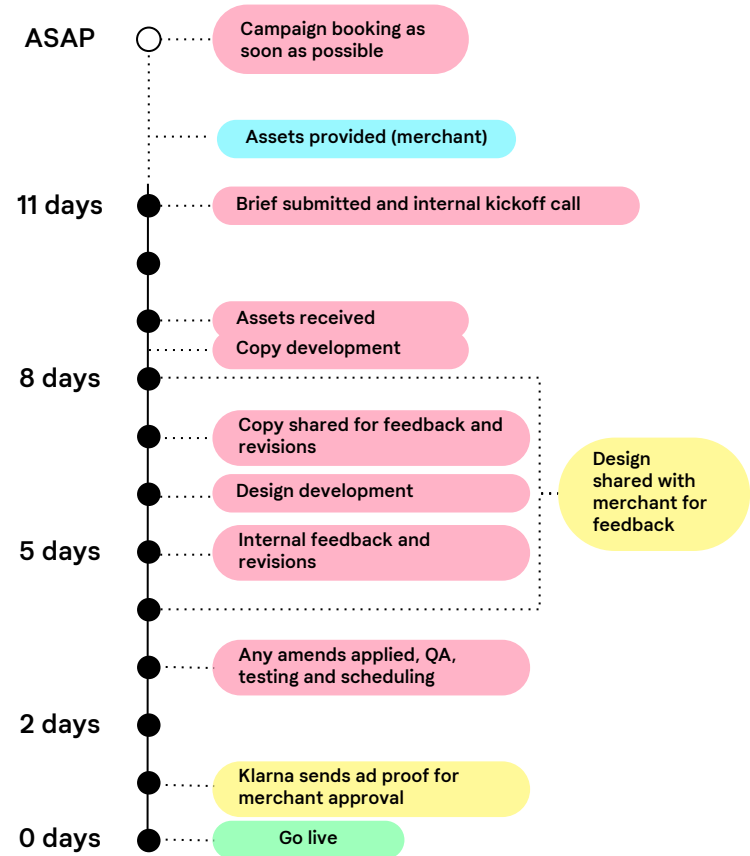 ASAP
Campaign booking as
soon as possible
Assets provided (merchant)
11 days
Brief submitted and internal kickoff call
Assets received
Copy development
8 days
Copy shared for feedback and
revisions
Design
shared with
merchant for
feedback
Design development
5 days
Internal feedback and
revisions
Any amends applied, QA,
testing and scheduling
2 days
Klarna sends ad proof for
merchant approval
0 days
Go live